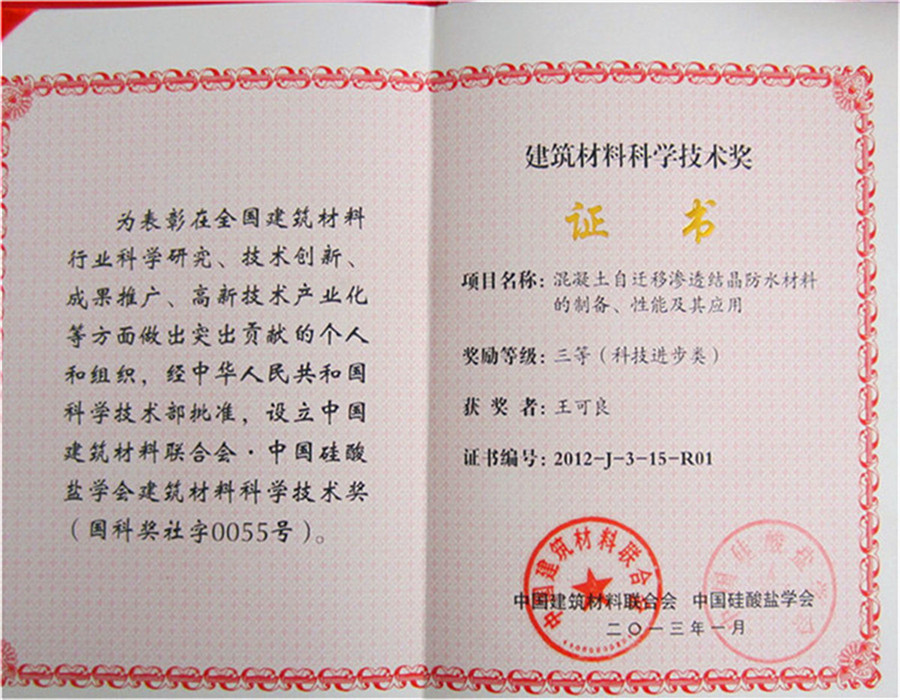 为表彰在全国建筑材料
行业科学研究、技术创新、
成果推广、高新技术产业化
等方面做出突出贡献的个人
和组织，经中华人民共和国
科学技术部批准，设立中国
建筑材料联合会·中国硅酸
盐学会建筑材料科学技术奖
（国科奖社字0055号）。
建筑材料科学技术奖
证 书
项目名称：混凝土自迁移渗透结晶防水材料
的制备、性能及其应用
奖励等级：三等（科技进步类）
获 奖 者：王可良
证书编号：2012-J-3-15-R01
中国建筑材料联合会
中国硅酸盐学会
中国建筑材料联合会 中国硅酸盐学会
二〇一三年一月